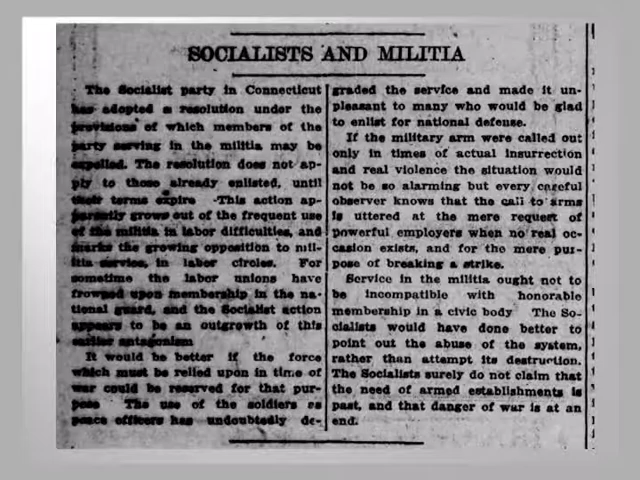 SOCIALISTS AND MILITIA
The Socialist party in Connecticut
has adopted a resolution under the
provisions of which members of the
party serving in the militia may be
expelled. The resolution does not ap-
ply to those already enlisted, until
their terms expire - This action ap-
parently grows out of the frequent use
of the militia in labor difficulties, and
marks the growing opposition to mil-
itia service, in labor circles. For
sometime the labor unions have
frowned upon membership in the na-
tional guard, and the Socialist action
appears to be an outgrowth of this
earlier antagonism
It would be better if the force
which must be relied upon in time of
war could be reserved for that pur-
pose The use of the soldiers as
peace officers has undoubtedly de-
graded the service and made it un-
pleasant to many who would be glad
to enlist for national defense.
If the military arm were called out
only in times of actual insurrection
and real violence the situation would
not be so alarming but every careful
observer knows that the call to arms
is uttered at the mere request of
powerful employers when no real oc-
casion exists, and for the mere pur-
pose of breaking a strike.
Service in the militia ought not to
be incompatible with honorable
membership in a civic body The So-
cialists would have done better to
point out the abuse of the system,
rather than attempt its destruction.
The Socialists surely do not claim that
the need of armed establishments is
past, and that danger of war is at an
end.